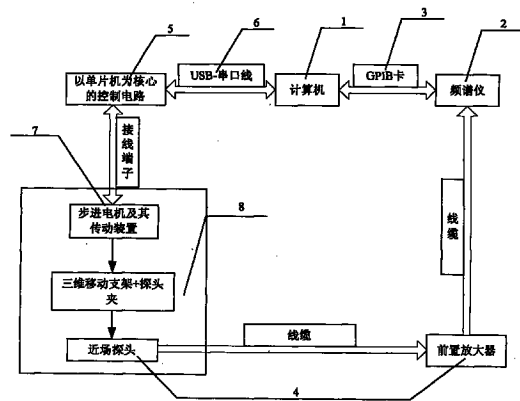 5
6
1
3
2
以单片机为核心
的控制电路
USB-串口线
计算机
GPIB卡
频谱仪
7
接
线
端
子
8
步进电机及其
传动装置
线
缆
三维移动支架+探头
夹
近场探头
线缆
前置放大器
4